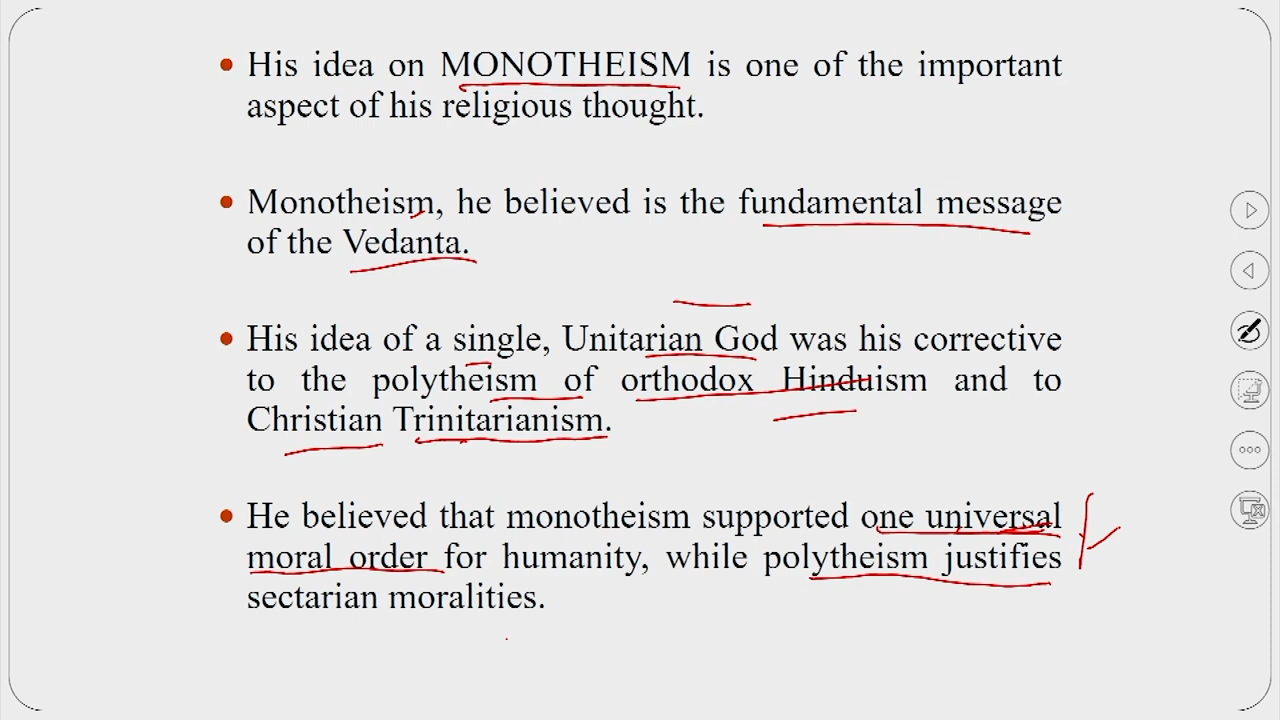 • His idea on MONOTHEISM is one of the important
aspect of his religious thought.
• Monotheism, he believed is the fundamental message
of the Vedanta.
• His idea of a single, Unitarian God was his corrective
to the polytheism of orthodox Hinduism and to
Christian Trinitarianism.
• He believed that monotheism supported one universal
moral order for humanity, while polytheism justifies
sectarian moralities.